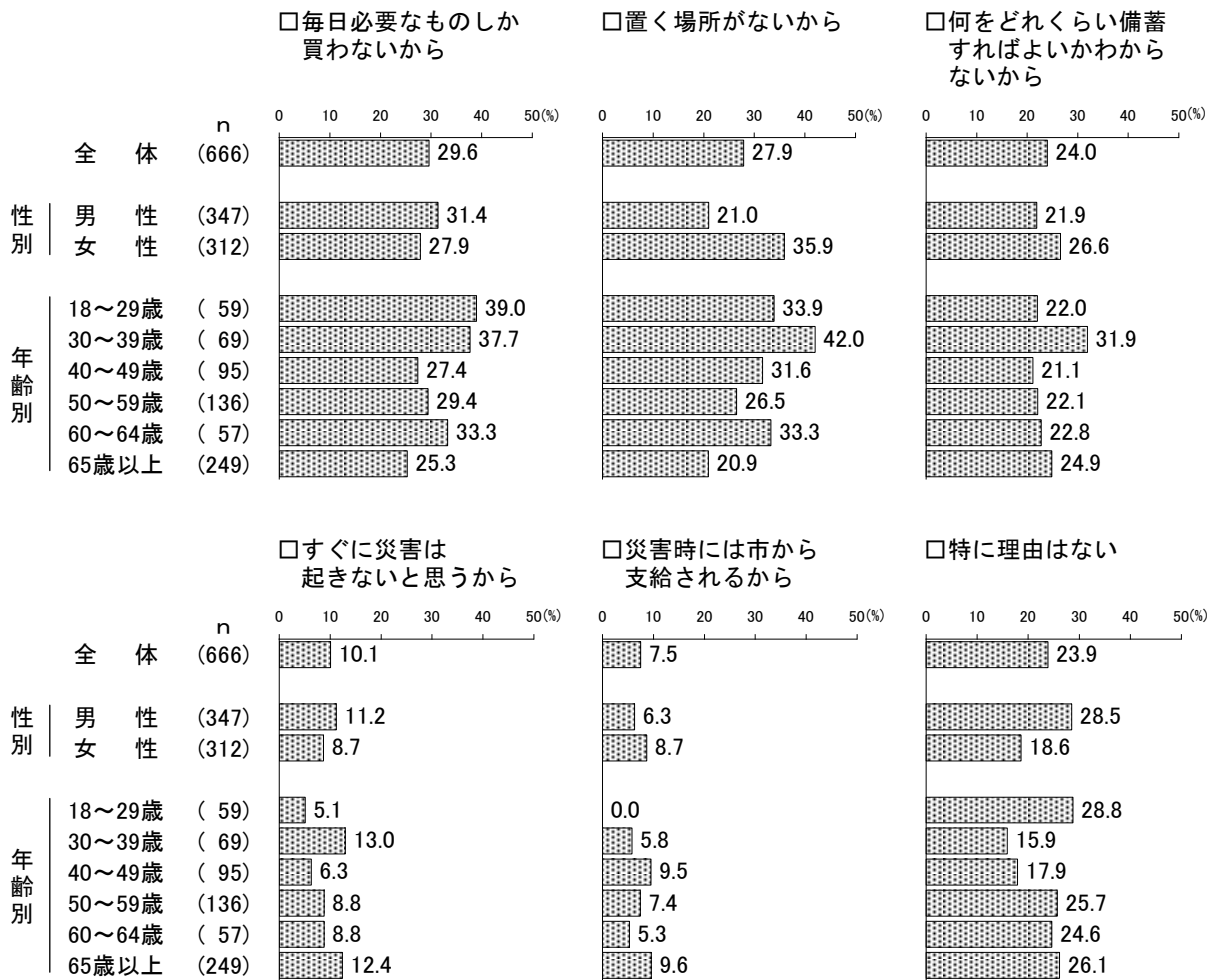 □毎日必要なものしか
買わないから
□置く場所がないから
□何をどれくらい備蓄
すればよいかわから
ないから
0 10 20 30 40 50(%)
0 10 20 30 40 50(%)
0 10 20 30 40 50(%)
n
全 体 (666) 29.6 27.9 24.0
性別
男 性 (347) 31.4 21.0 21.9
女 性 (312) 27.9 35.9 26.6
年齢別
18~29歳 ( 59) 39.0 33.9 22.0
30~39歳 ( 69) 37.7 42.0 31.9
40~49歳 ( 95) 27.4 31.6 21.1
50~59歳 (136) 29.4 26.5 22.1
60~64歳 ( 57) 33.3 33.3 22.8
65歳以上 (249) 25.3 20.9 24.9
□すぐに災害は
起きないと思うから
□災害時には市から
支給されるから
□特に理由はない
0 10 20 30 40 50(%)
0 10 20 30 40 50(%)
0 10 20 30 40 50(%)
n
全 体 (666) 10.1 7.5 23.9
性別
男 性 (347) 11.2 6.3 28.5
女 性 (312) 8.7 8.7 18.6
年齢別
18~29歳 ( 59) 5.1 0.0 28.8
30~39歳 ( 69) 13.0 5.8 15.9
40~49歳 ( 95) 6.3 9.5 17.9
50~59歳 (136) 8.8 7.4 25.7
60~64歳 ( 57) 8.8 5.3 24.6
65歳以上 (249) 12.4 9.6 26.1